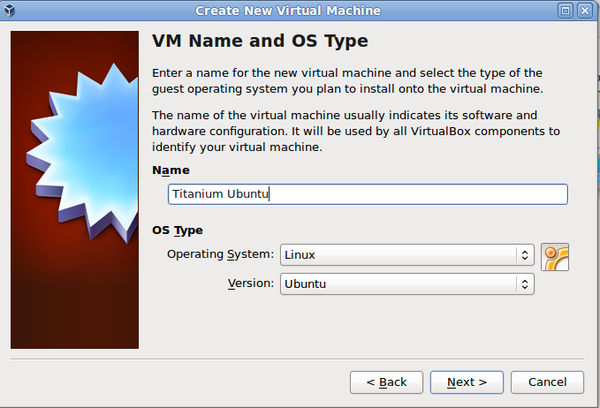 Create New Virtual Machine
VM Name and OS Type
Enter a name for the new virtual machine and select the type of the
guest operating system you plan to install onto the virtual machine.
The name of the virtual machine usually indicates its software and
hardware configuration. It will be used by all VirtualBox components to
identify your virtual machine.
Name
Titanium Ubuntu
OS Type
Operating System: Linux
Version: Ubuntu
< Back Next > Cancel